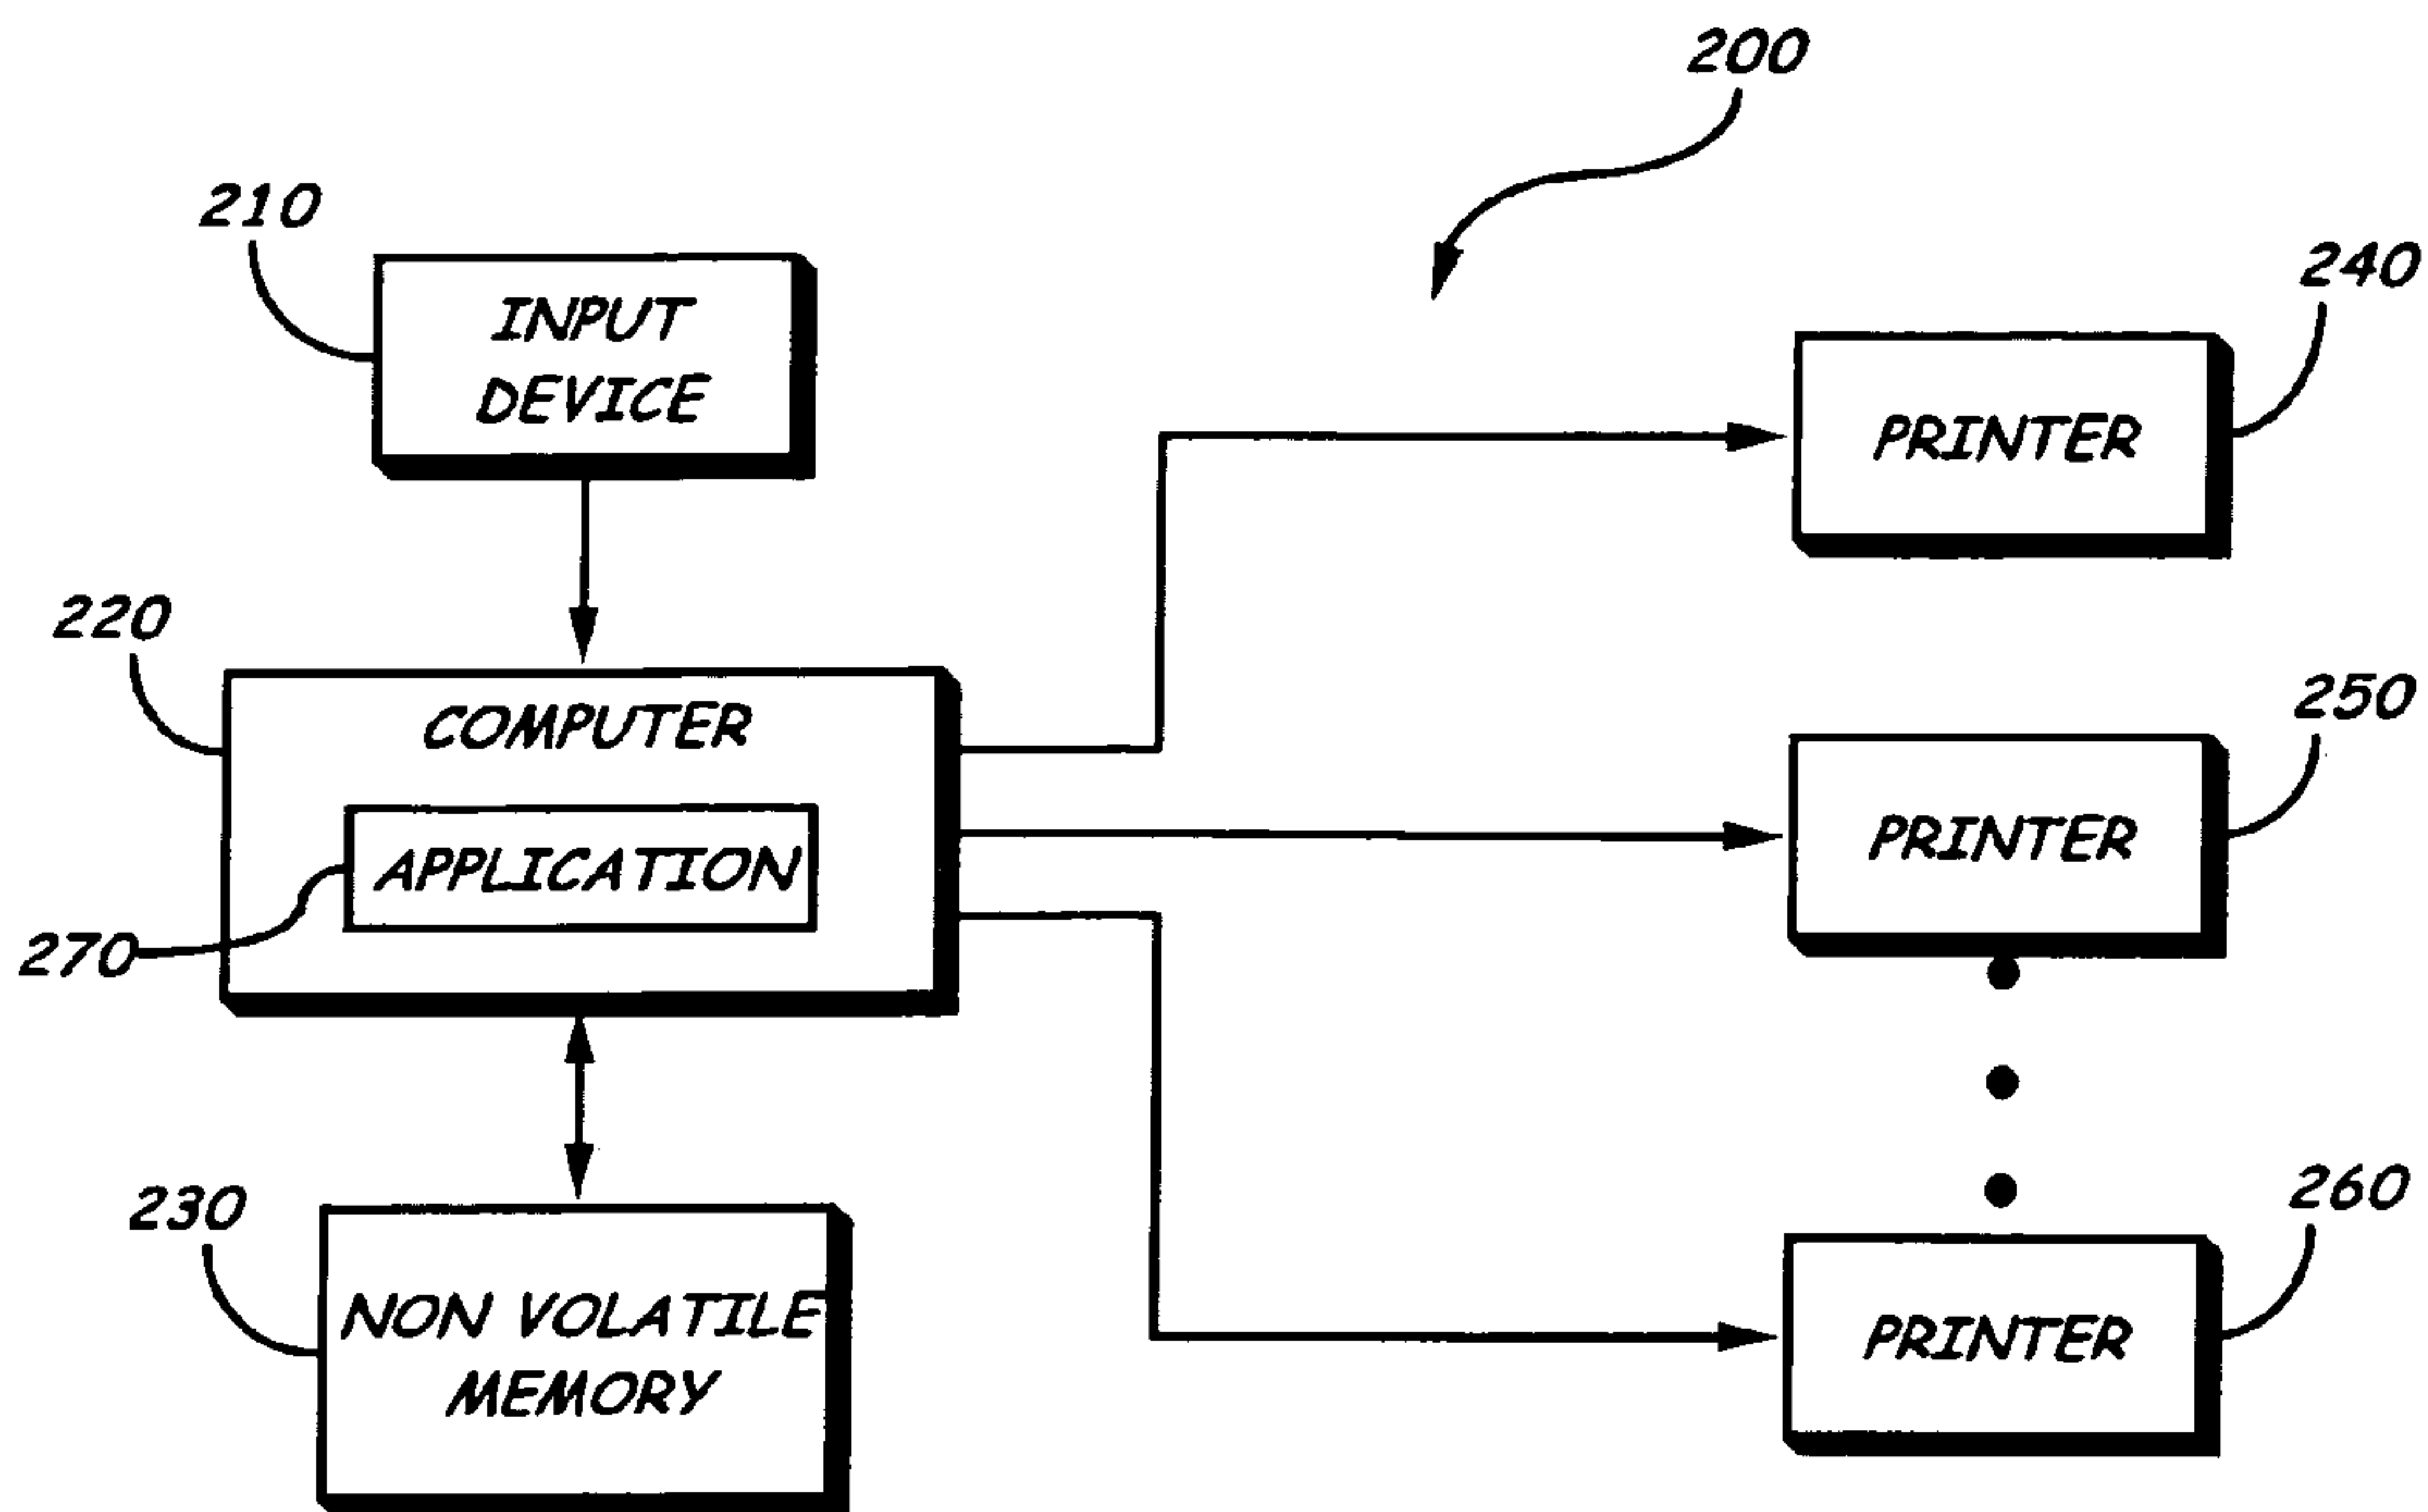 200
210
INPUT
DEVICE
240
PRINTER
220
COMPUTER
250
APPLICATION
PRINTER
270
230
260
NON VOLATILE
MEMORY
PRINTER